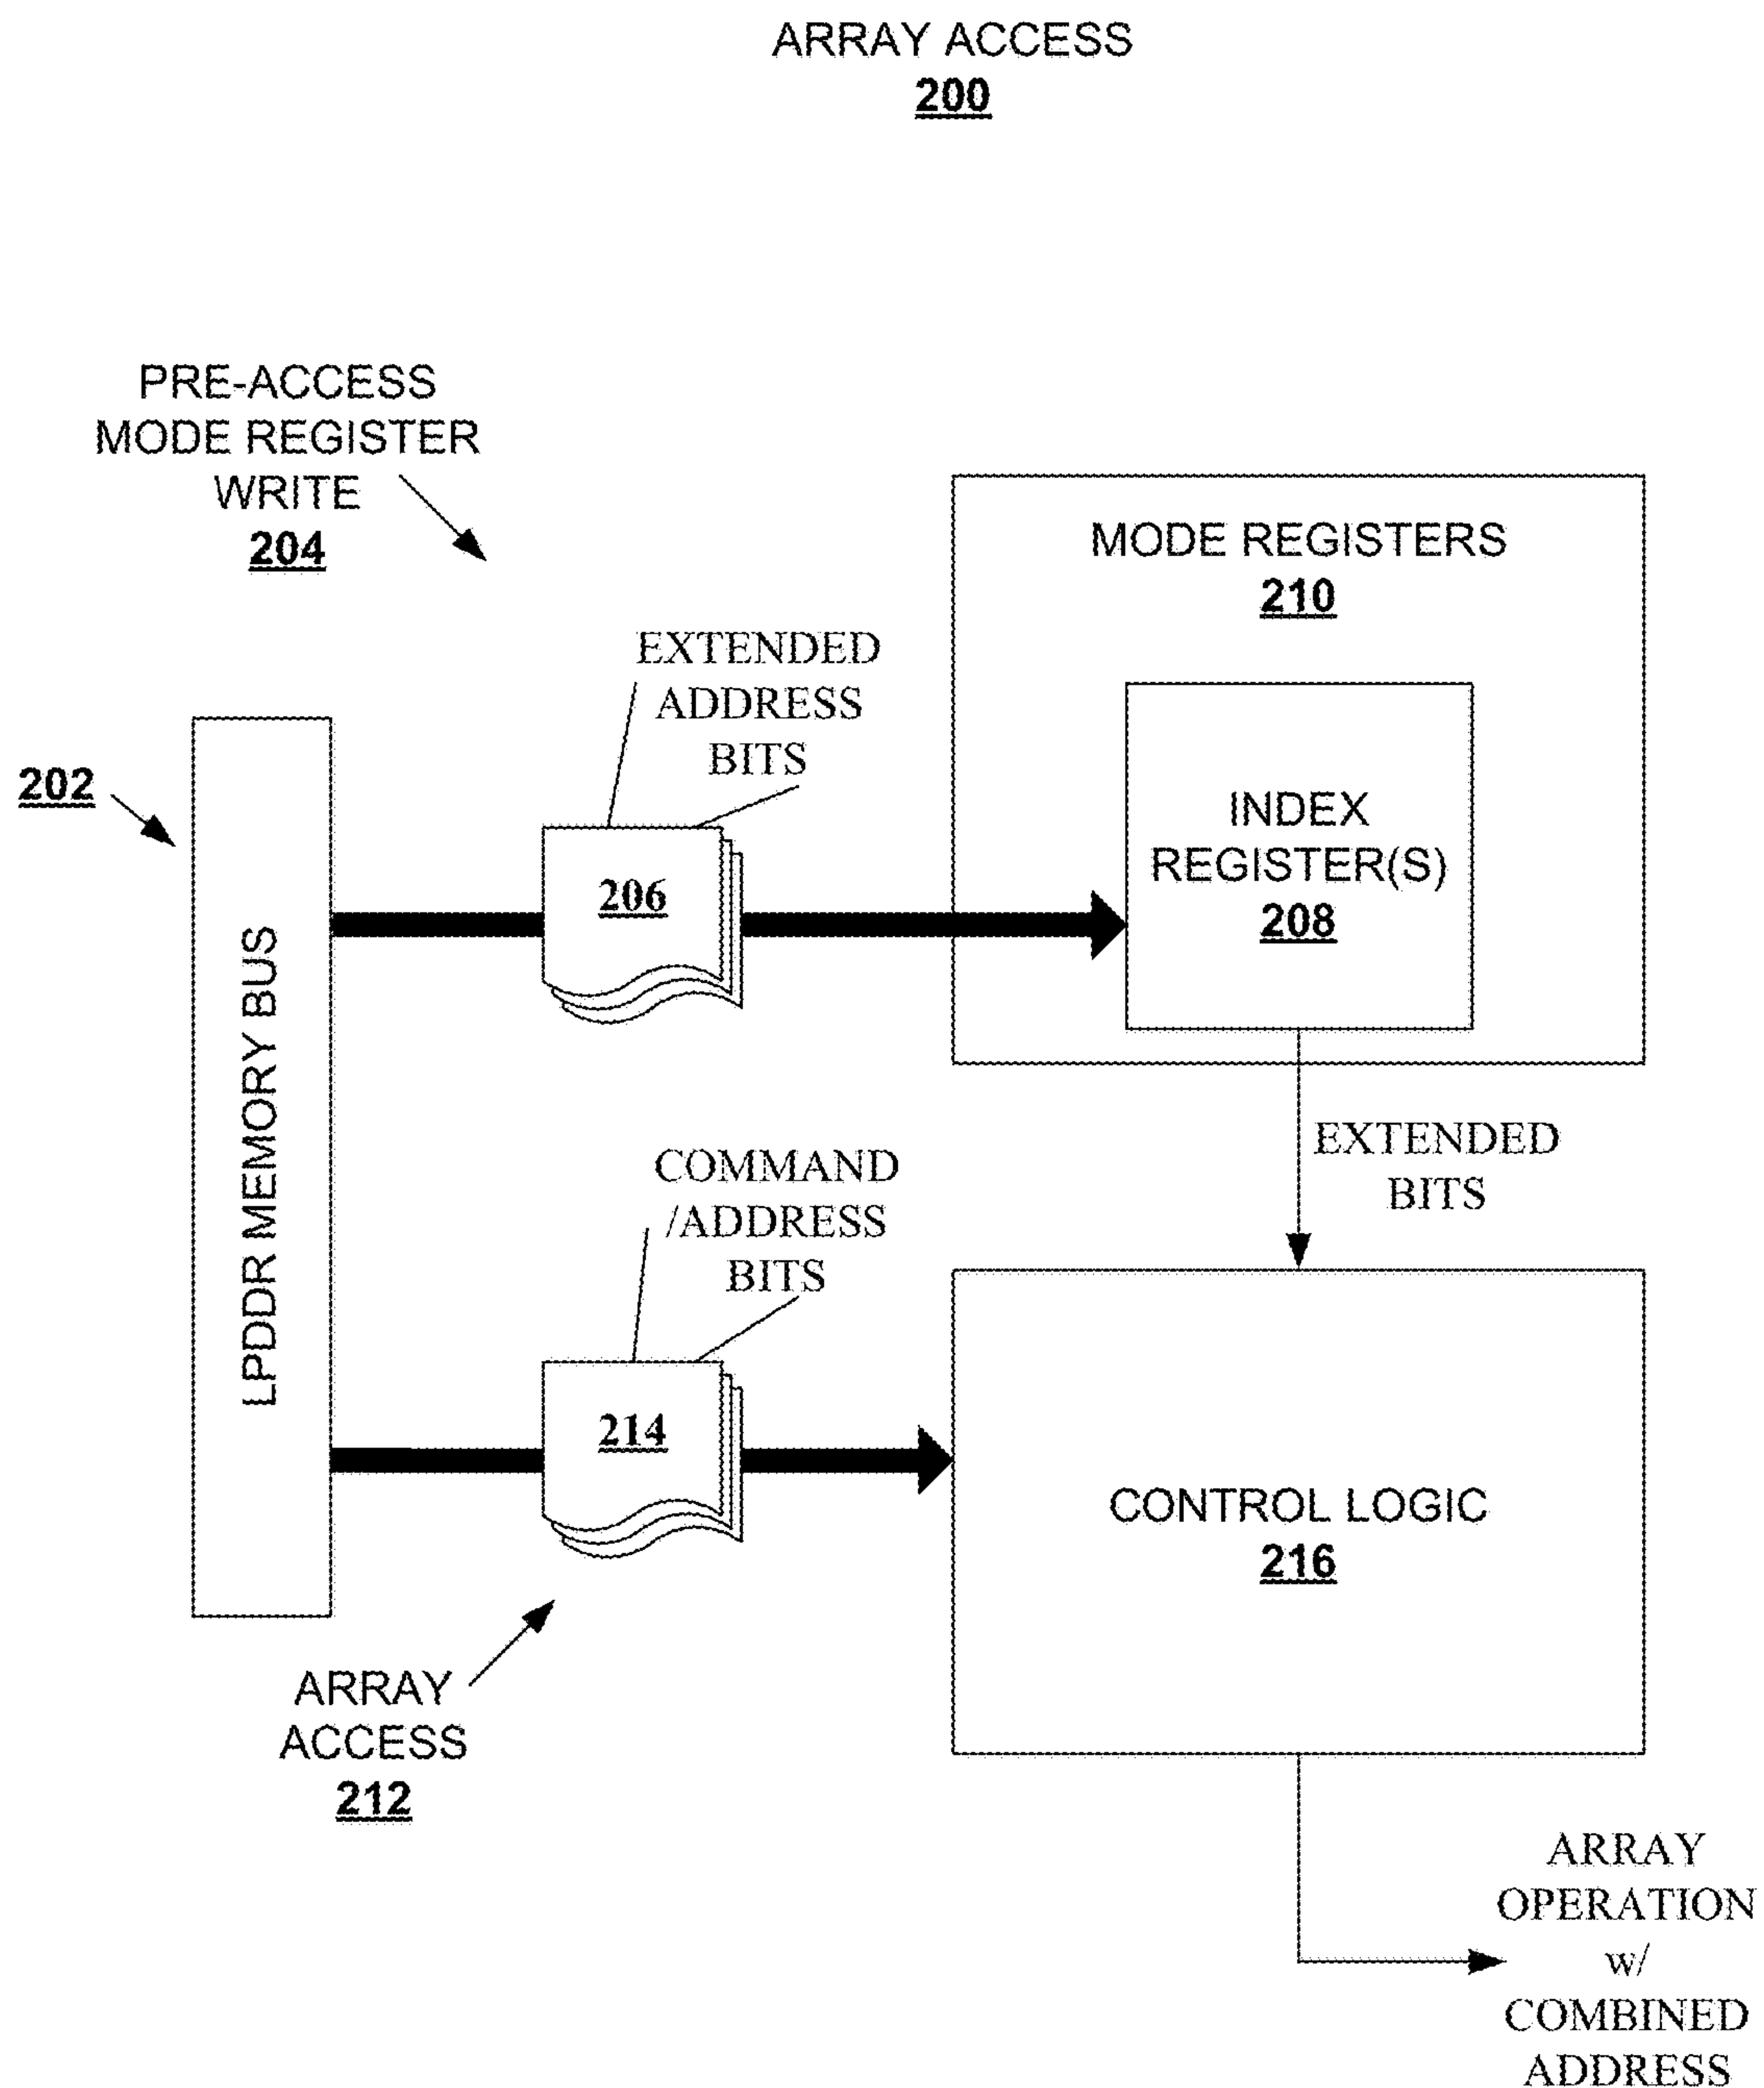 ARRAY ACCESS
200
PRE-ACCESS
MODE REGISTER
WRITE
204
MODE REGISTERS
210
EXTENDED
ADDRESS
BITS
202
INDEX
REGISTER(S)
208
206
LPDDR MEMORY BUS
EXTENDED
BITS
COMMAND
/ADDRESS
BITS
214
CONTROL LOGIC
216
ARRAY
ACCESS
212
ARRAY
OPERATION
w/
COMBINED
ADDRESS